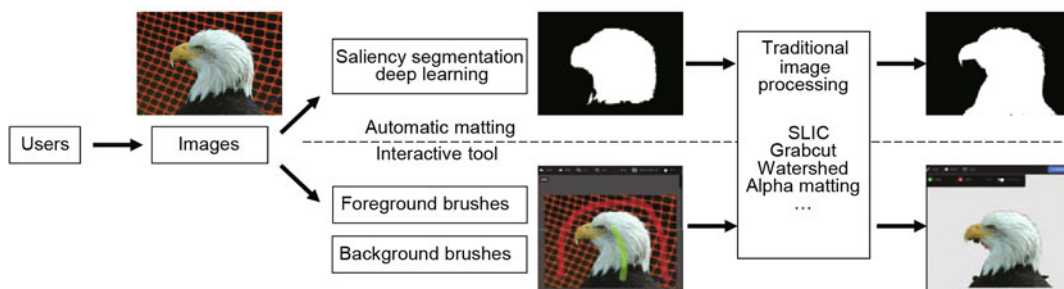 Users
Images
Saliency segmentation
deep learning
Automatic matting
Interactive tool
Foreground brushes
Background brushes
Traditional
image
processing
SLIC
Grabcut
Watershed
Alpha matting
...